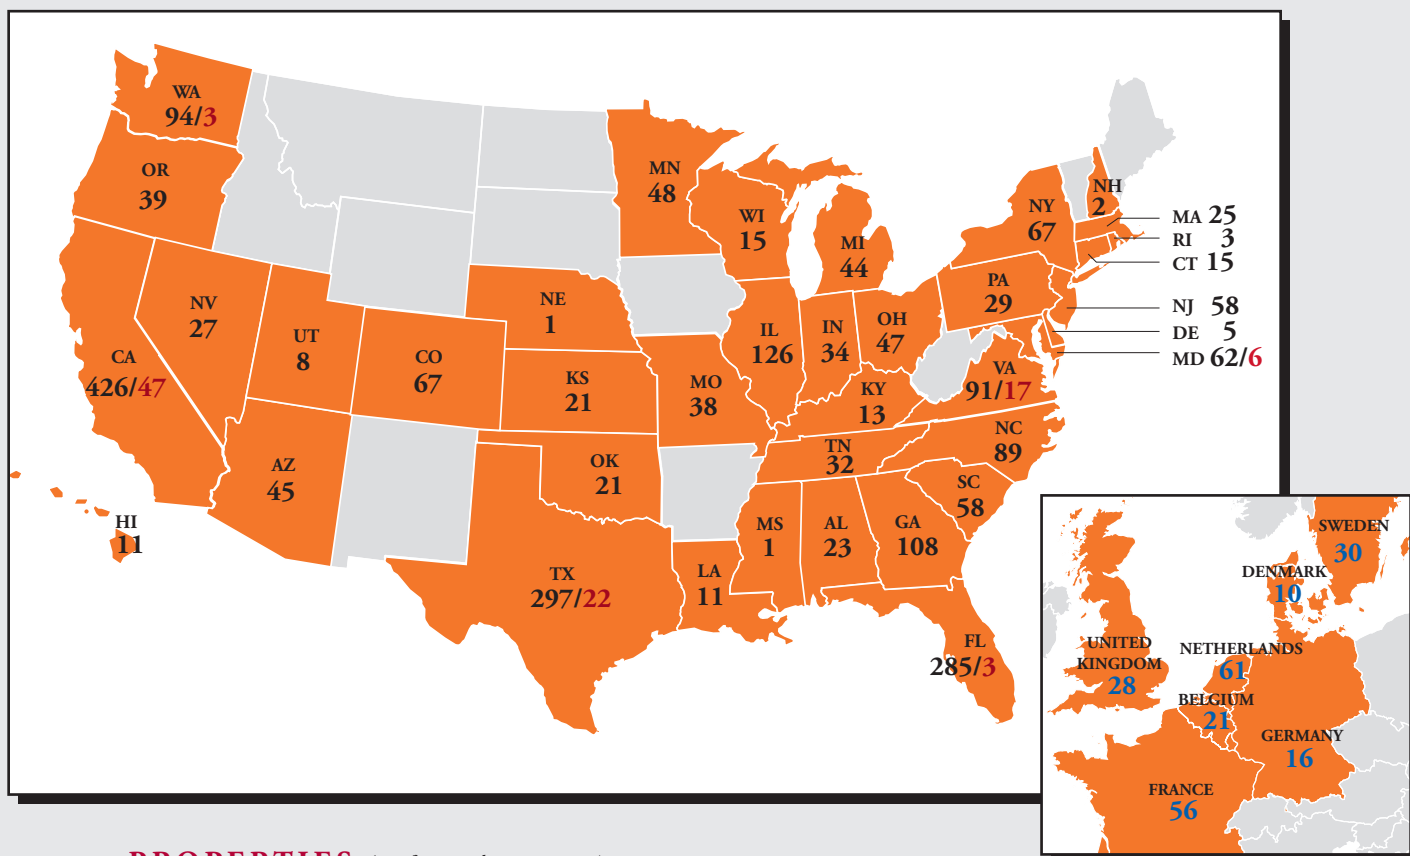 WA
94/3
OR
39
CA
426/47
NV
27
UT
8
AZ
45
CO
67
NE
1
KS
21
OK
21
TX
297/22
HI
11
MN
48
WI
15
MI
44
IL
126
IN
34
OH
47
MO
38
KY
13
TN
32
MS
1
AL
23
GA
108
LA
11
FL
285/3
SC
58
NC
89
VA
91/17
PA
29
NY
67
NH
2
MA 25
RI 3
CT 15
NJ 58
DE 5
MD 62/6
SWEDEN
30
DENMARK
10
UNITED
KINGDOM
28
NETHERLANDS
61
BELGIUM
21
GERMANY
16
FRANCE
56
PROPERTIES